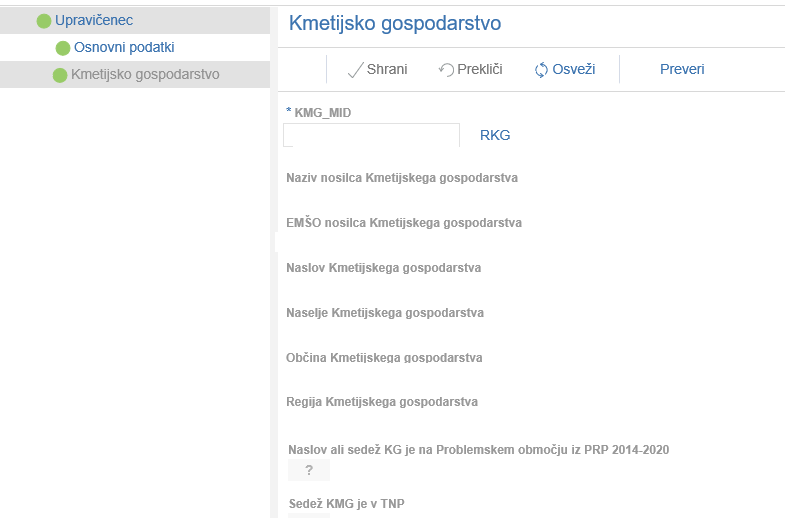 Upravičenec
Osnovni podatki
Kmetijsko gospodarstvo
Kmetijsko gospodarstvo
Shrani Prekliči Osveži Preveri
* KMG_MID
RKG
Naziv nosilca Kmetijskega gospodarstva
EMŠO nosilca Kmetijskega gospodarstva
Naslov Kmetijskega gospodarstva
Naselje Kmetijskega gospodarstva
Občina Kmetijskega gospodarstva
Regija Kmetijskega gospodarstva
Naslov ali sedež KG je na Problemskem območju iz PRP 2014-2020
?
Sedež KMG je v TNP